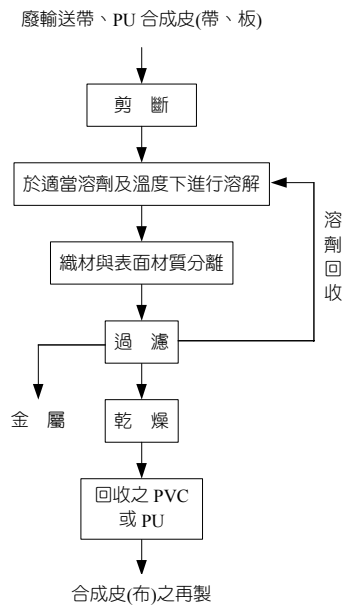 廢輸送帶、PU 合成皮(帶、板)
剪 斷
於適當溶劑及溫度下進行溶解
織材與表面材質分離
溶劑回收
過 濾
金 屬
乾 燥
回收之 PVC
或 PU
合成皮(布)之再製